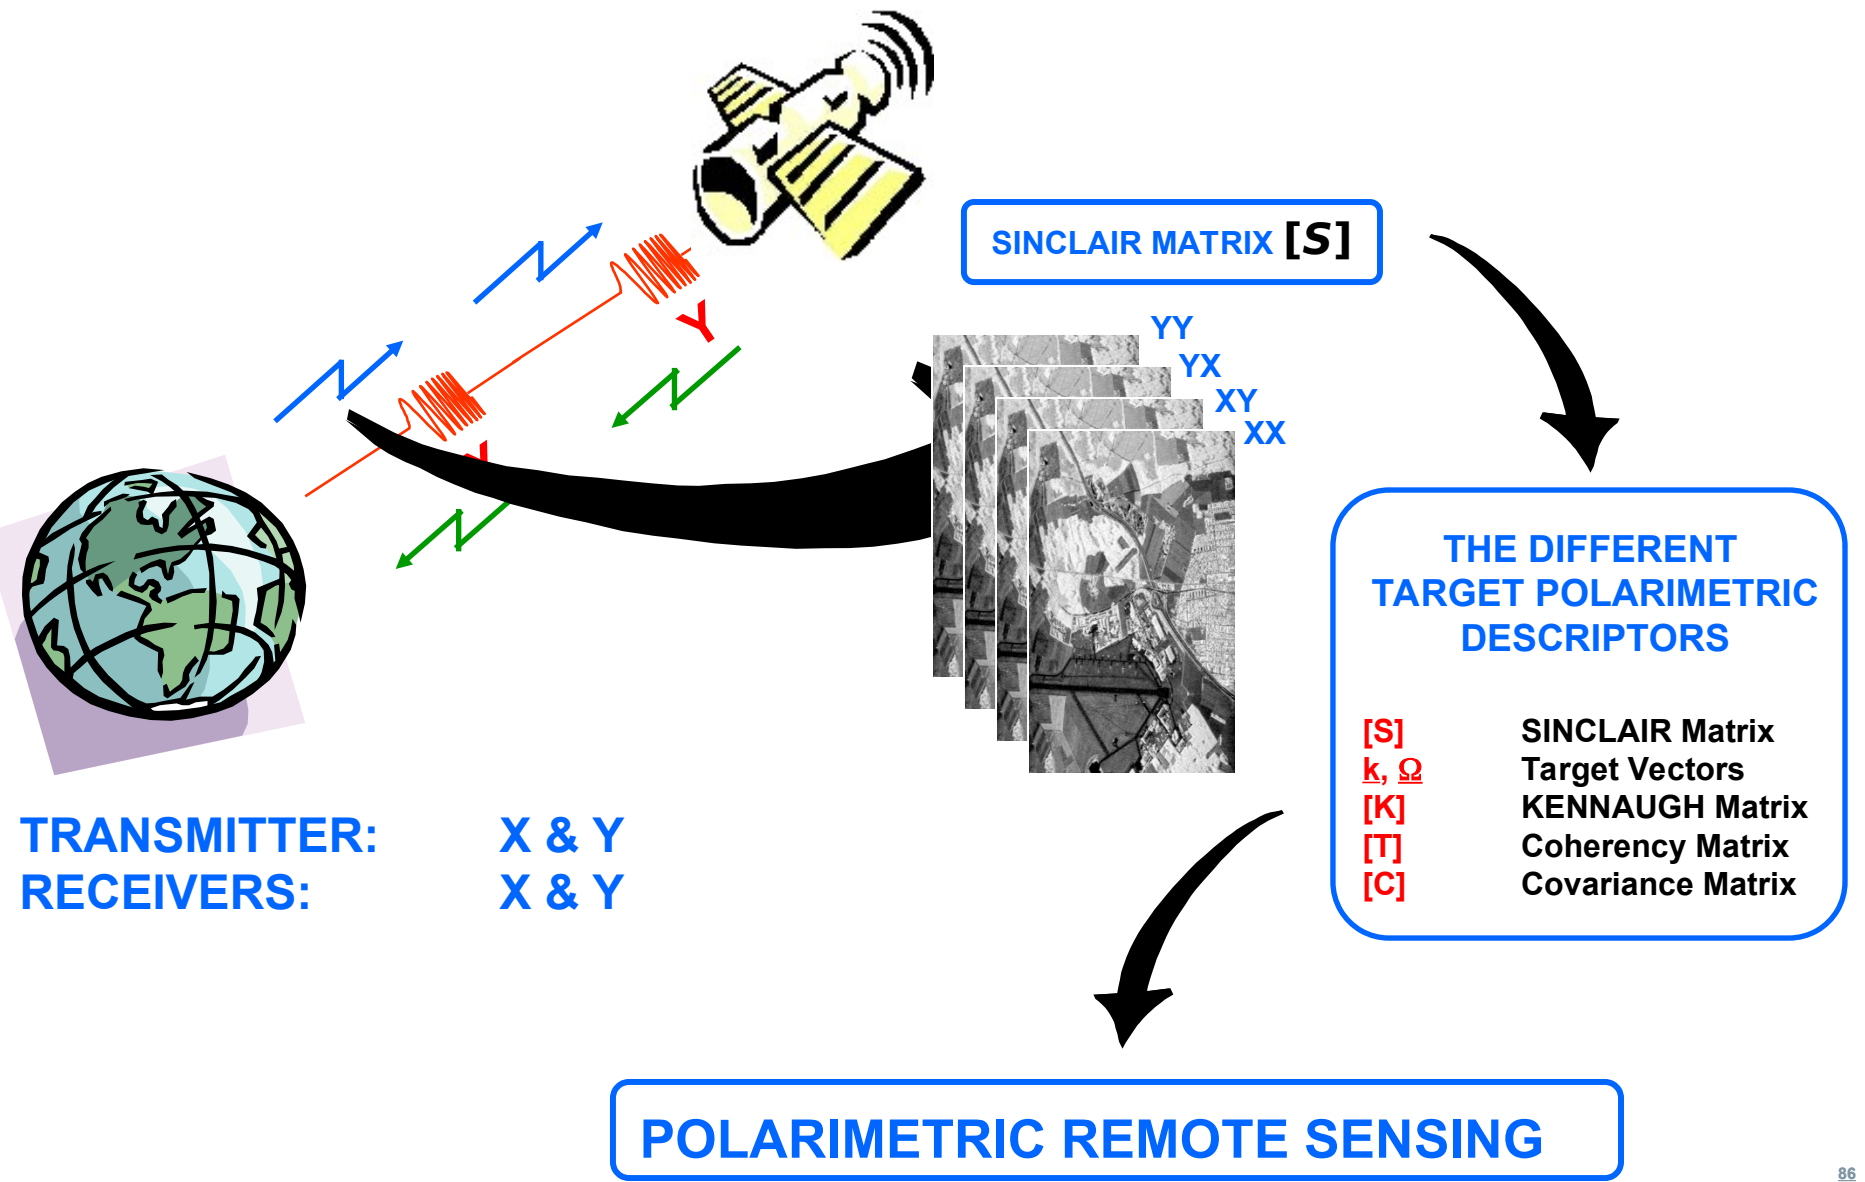 SINCLAIR MATRIX [S]
YY
YX
XY
XX
Y
THE DIFFERENT
TARGET POLARIMETRIC
DESCRIPTORS
[S] SINCLAIR Matrix
k, Ω Target Vectors
[K] KENNAUGH Matrix
[T] Coherency Matrix
[C] Covariance Matrix
TRANSMITTER: X & Y
RECEIVERS: X & Y
POLARIMETRIC REMOTE SENSING
86